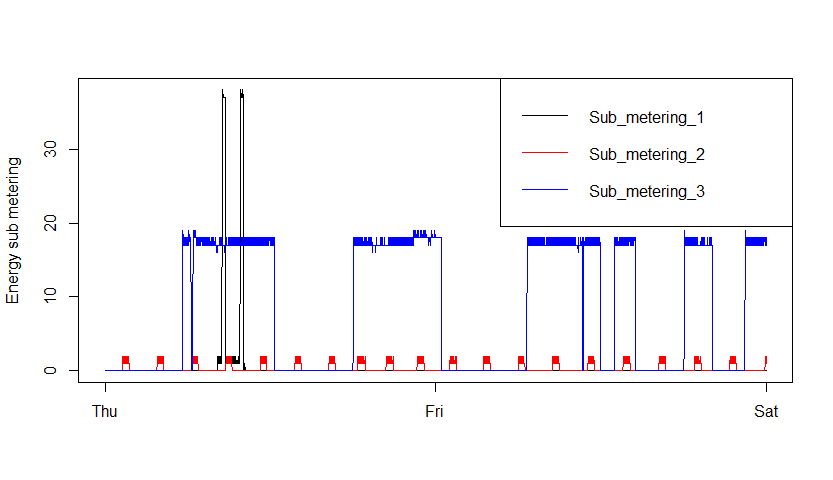 Sub_metering_1
Sub_metering_2
Sub_metering_3
Energy sub metering
30
20
10
0
Thu Fri Sat